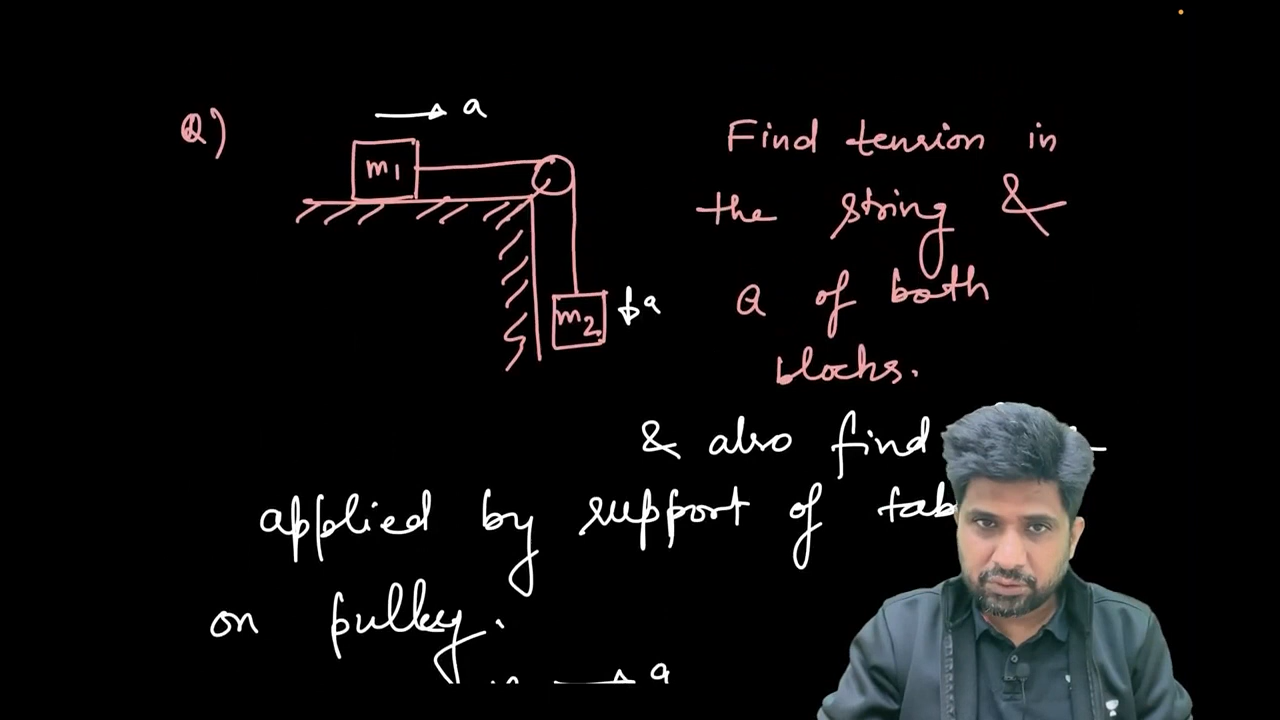 Q)
a
m1
m2
a
Find tension in
the string &
a of both
blocks.
& also find
applied by support of
on pulley.
a